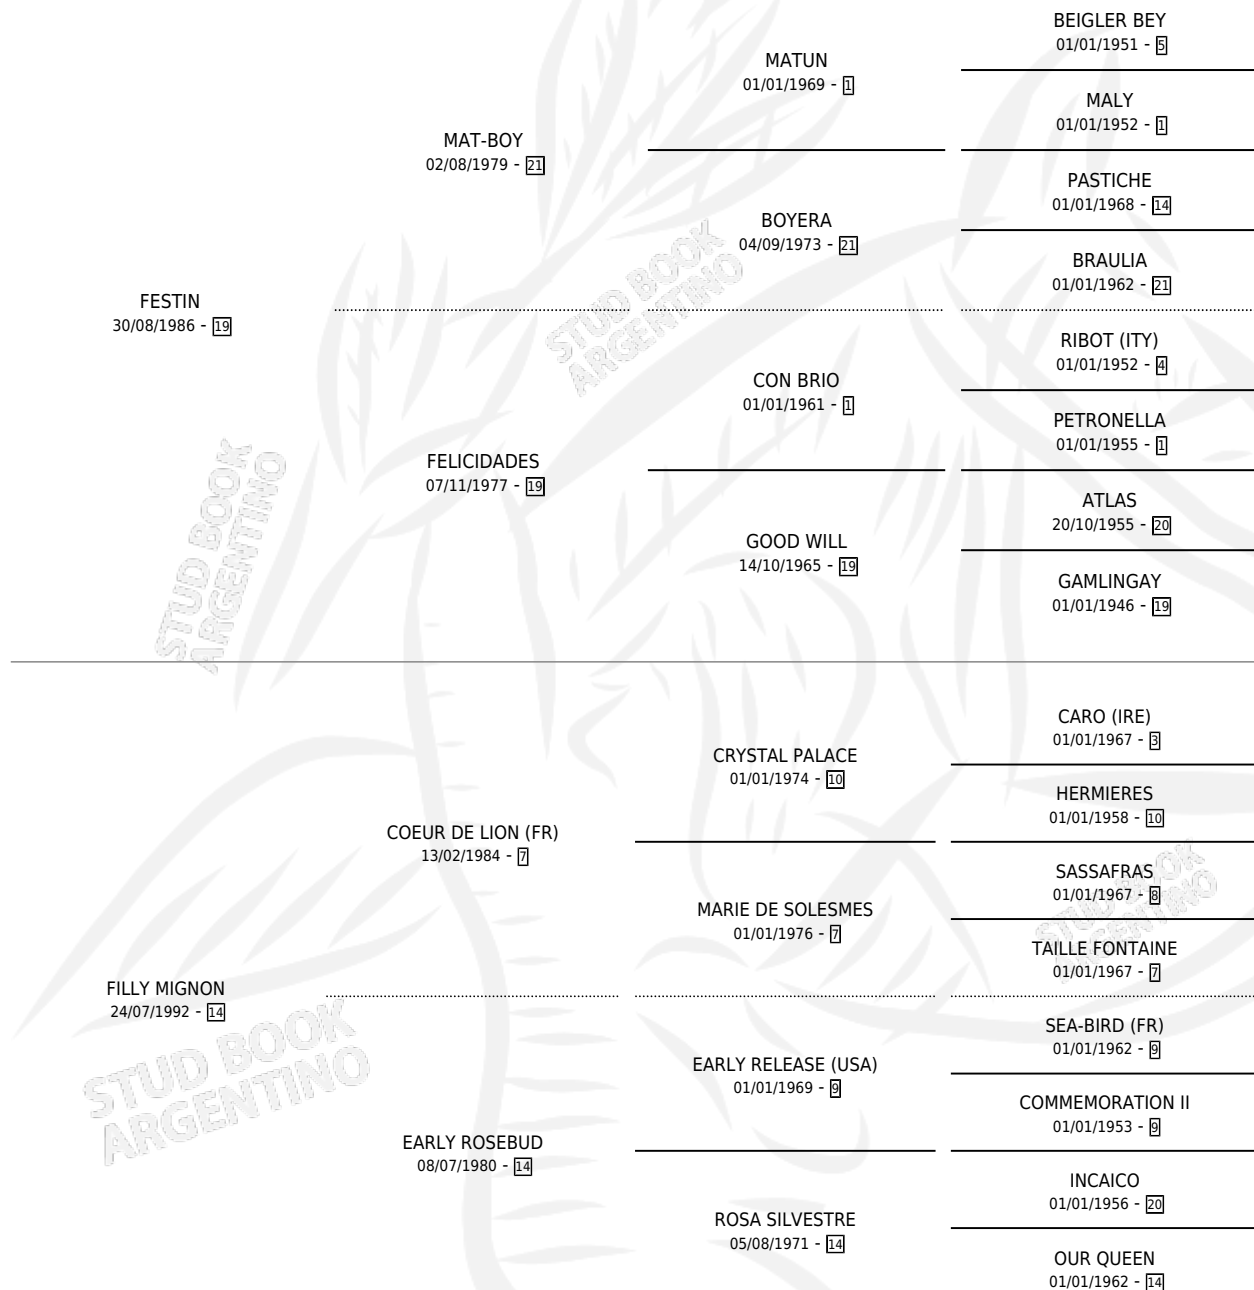 BEIGLER BEY
01/01/1951 - 5
MATUN
01/01/1969 - 1
MALY
01/01/1952 - 1
MAT-BOY
02/08/1979 - 21
PASTICHE
01/01/1968 - 14
BOYERA
04/09/1973 - 21
BRAULIA
01/01/1962 - 21
FESTIN
30/08/1986 - 19
STUD BOOK
ARGENTINO
RIBOT (ITY)
01/01/1952 - 4
CON BRIO
01/01/1961 - 1
PETRONELLA
01/01/1955 - 1
FELICIDADES
07/11/1977 - 19
ATLAS
20/10/1955 - 20
GOOD WILL
14/10/1965 - 19
GAMLINGAY
01/01/1946 - 19
STUD BOOK
ARGENTINO
CARO (IRE)
01/01/1967 - 3
CRYSTAL PALACE
01/01/1974 - 10
HERMIERES
01/01/1958 - 10
COEUR DE LION (FR)
13/02/1984 - 7
SASSAFRAS
01/01/1967 - 8
MARIE DE SOLESMES
01/01/1976 - 7
STUD BOOK
ARGENTINO
TAILLE FONTAINE
01/01/1967 - 7
FILLY MIGNON
24/07/1992 - 14
SEA-BIRD (FR)
01/01/1962 - 9
EARLY RELEASE (USA)
01/01/1969 - 9
STUD BOOK
ARGENTINO
COMMEMORATION II
01/01/1953 - 9
EARLY ROSEBUD
08/07/1980 - 14
INCAICO
01/01/1956 - 20
ROSA SILVESTRE
05/08/1971 - 14
OUR QUEEN
01/01/1962 - 14